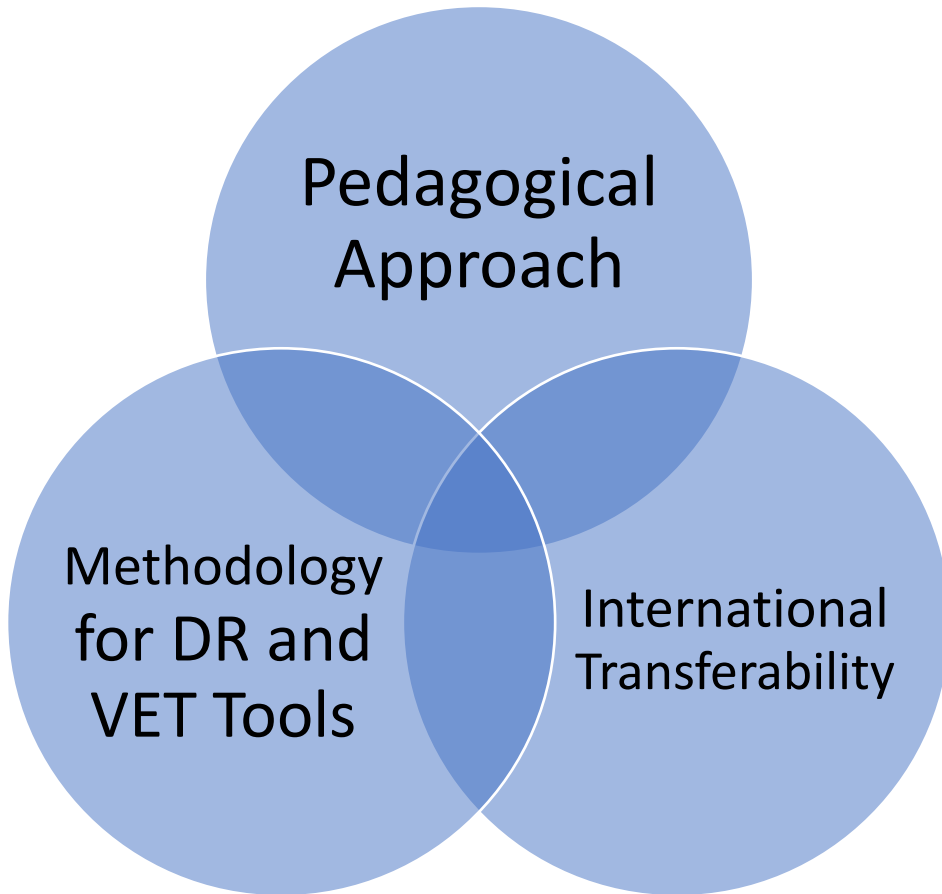 Pedagogical
Approach
Methodology
for DR and
VET Tools
International
Transferability